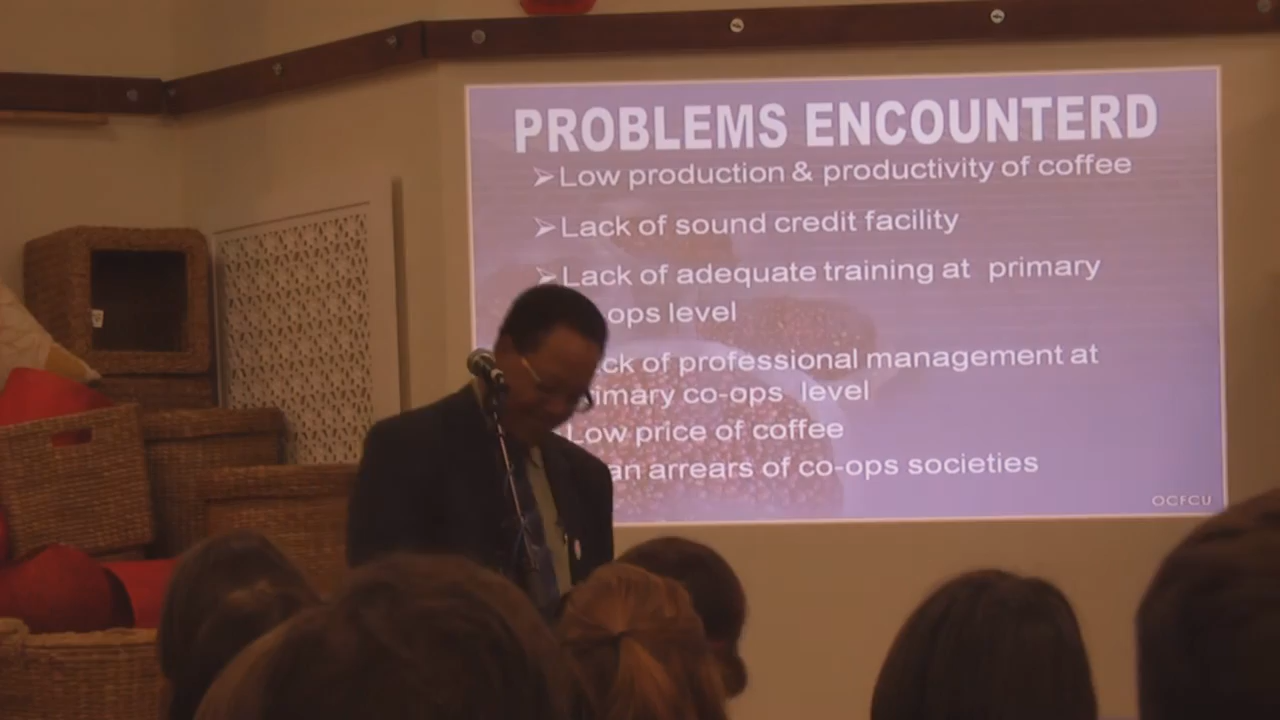 PROBLEMS ENCOUNTERD
➢Low production & productivity of coffee
➢Lack of sound credit facility
➢Lack of adequate training at primary
ops level
ck of professional management at
imary co-ops level
Low price of coffee
an arrears of co-ops societies
OCFCU